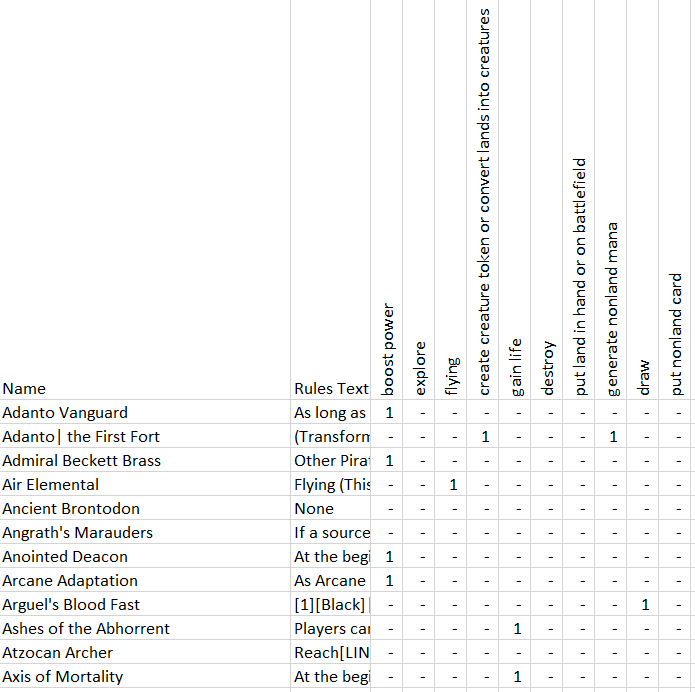 Name Rules Text boost power explore flying create creature token or convert lands into creatures gain life destroy put land in hand or on battlefield generate nonland mana draw put nonland card
Adanto Vanguard As long as 1 - - - - - - - - -
Adanto| the First Fort (Transform - - - 1 - - - 1 - -
Admiral Beckett Brass Other Pirat 1 - - - - - - - - -
Air Elemental Flying (This - - 1 - - - - - - -
Ancient Brontodon None - - - - - - - - - -
Angrath's Marauders If a source - - - - - - - - - -
Anointed Deacon At the begi 1 - - - - - - - - -
Arcane Adaptation As Arcane 1 - - - - - - - - -
Arguel's Blood Fast [1][Black]| - - - - - - - - 1 -
Ashes of the Abhorrent Players can - - - - 1 - - - - -
Atzocan Archer Reach[LIN - - - - - - - - - -
Axis of Mortality At the begi - - - - 1 - - - - -